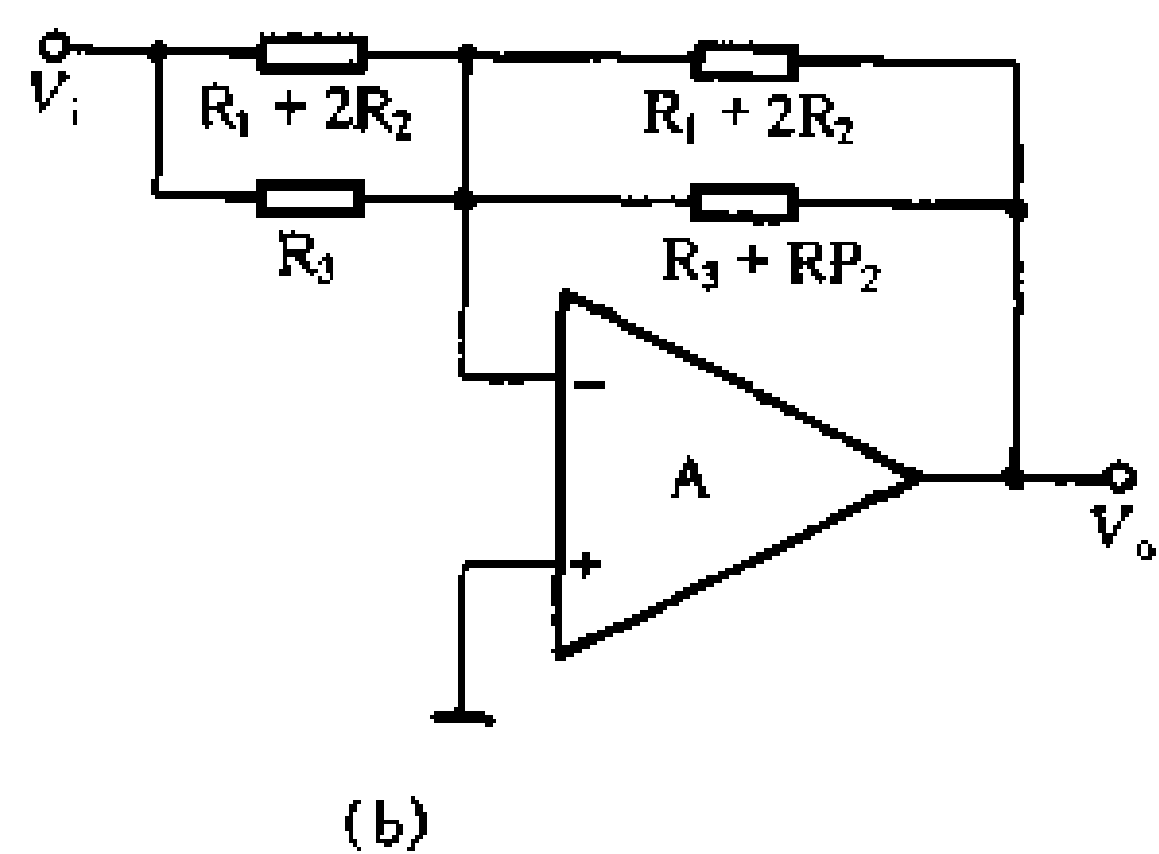 Vi
R₁ + 2R₂
R₁ + 2R₂
R₃
R₃ + RP₂
−
A
+
Vo
(b)